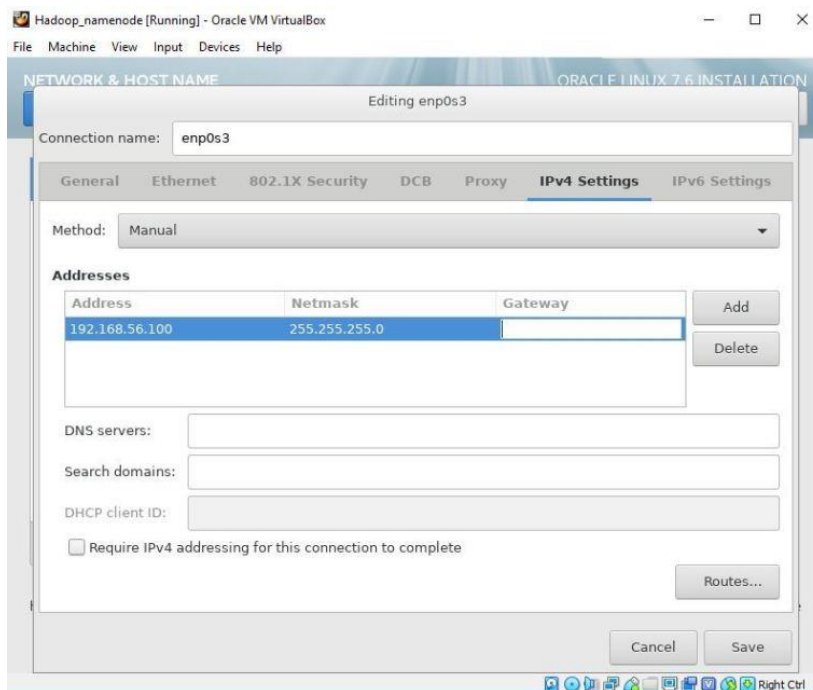 Hadoop_namenode [Running] - Oracle VM VirtualBox
File Machine View Input Devices Help
NETWORK & HOST NAME ORACLE LINUX 7.6 INSTALLATION
Editing enp0s3
Connection name: enp0s3
General Ethernet 802.1X Security DCB Proxy IPv4 Settings IPv6 Settings
Method: Manual
Addresses
Address Netmask Gateway
192.168.56.100 255.255.255.0
Add
Delete
DNS servers:
Search domains:
DHCP client ID:
Require IPv4 addressing for this connection to complete
Routes...
Cancel Save
Right Ctrl